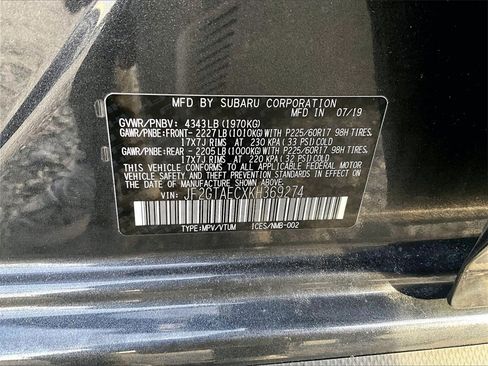 MFD BY SUBARU CORPORATION
MFD IN 07/19
GVWR/PNBV: 4343LB(1970KG)
GAWR/PNBE:FRONT- 2227LB(1010KG)WITH P225/60R17 98H TIRES,
17X7J RIMS AT 230 KPA(33 PSI)COLD
GAWR/PNBE:REAR - 2205LB(1000KG)WITH P225/60R17 98H TIRES,
17X7J RIMS AT 220 KPA(32 PSI)COLD
THIS VEHICLE CONFORMS TO ALL APPLICABLE FEDERAL MOTOR
VEHICLE SAFETY STANDARDS IN EFFECT ON THE DATE OF MANUFACTURE SHOWN ABOVE.
VIN: JF2GTAECXKH369274
TYPE:MPV/VTUM ICES/NMB-002